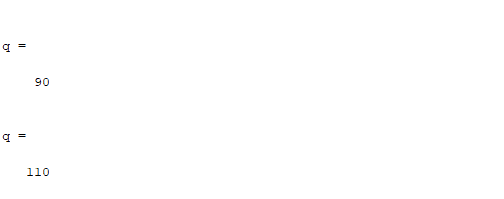 q =
90
q =
110